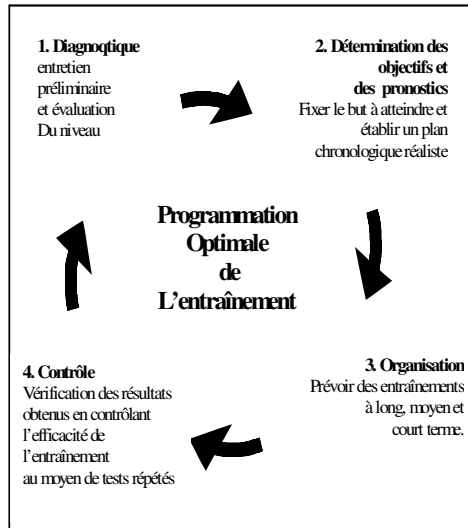 1. Diagnoqtique
entretien
préliminaire
et évaluation
Du niveau
2. Détermination des
objectifs et
des pronostics
Fixer le but à atteindre et
établir un plan
chronologique réaliste
Programmation
Optimale
de
L'entraînement
3. Organisation
Prévoir des entraînements
à long, moyen et
court terme.
4. Contrôle
Vérification des résultats
obtenus en contrôlant
l'efficacité de
l'entraînement
au moyen de tests répétés